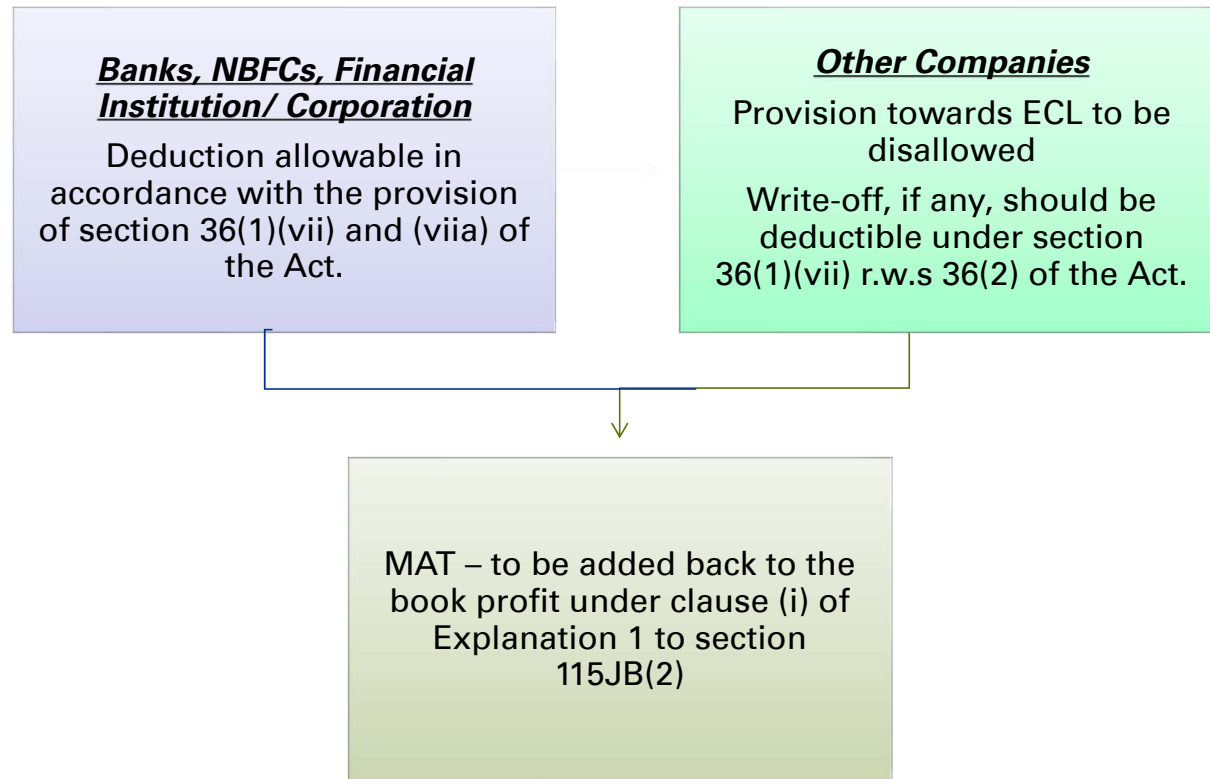 Banks, NBFCs, Financial
Institution/ Corporation
Deduction allowable in
accordance with the provision
of section 36(1)(vii) and (viia) of
the Act.
Other Companies
Provision towards ECL to be
disallowed
Write-off, if any, should be
deductible under section
36(1)(vii) r.w.s 36(2) of the Act.
MAT – to be added back to the
book profit under clause (i) of
Explanation 1 to section
115JB(2)